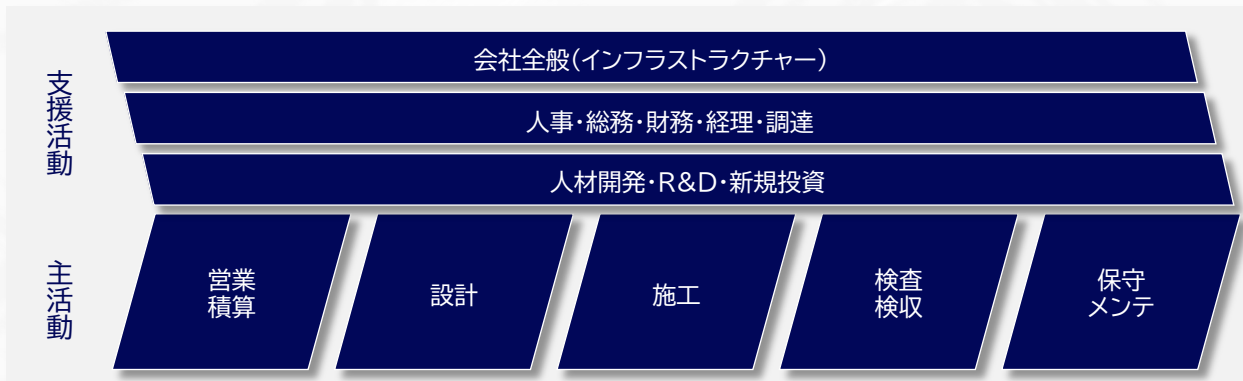 支援活動
会社全般(インフラストラクチャー)
人事・総務・財務・経理・調達
人材開発・R&D・新規投資
主活動
営業
積算
設計
施工
検査
検収
保守
メンテ